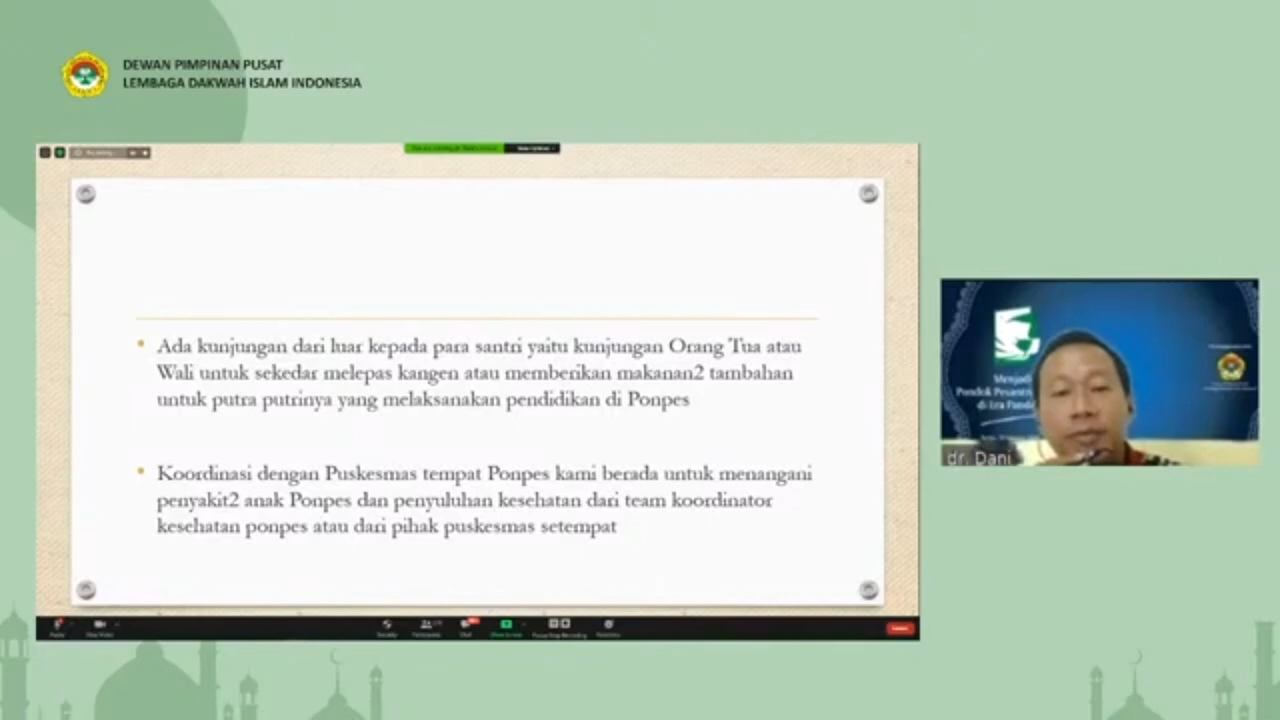 DEWAN PIMPINAN PUSAT
LEMBAGA DAKWAH ISLAM INDONESIA
Ada kunjungan dari luar kepada para santri yaitu kunjungan Orang Tua atau
Wali untuk sekedar melepas kangen atau memberikan makanan2 tambahan
untuk putra putrinya yang melaksanakan pendidikan di Ponpes
Koordinasi dengan Puskesmas tempat Ponpes kami berada untuk menangani
penyakit2 anak Ponpes dan penyuluhan kesehatan dari team koordinator
kesehatan ponpes atau dari pihak puskesmas setempat
Pondok
di Era
dr. Dani